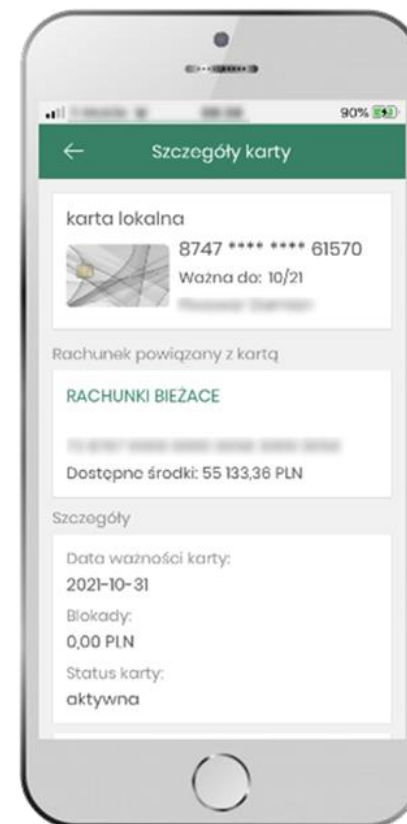 90%
Szczegóły karty
karta lokalna
8747 **** **** 61570
Ważna do: 10/21
Rachunek powiązany z kartą
RACHUNKI BIEŻACE
Dostępne środki: 55 133,36 PLN
Szczegóły
Data ważności karty:
2021-10-31
Blokady:
0,00 PLN
Status karty:
aktywna